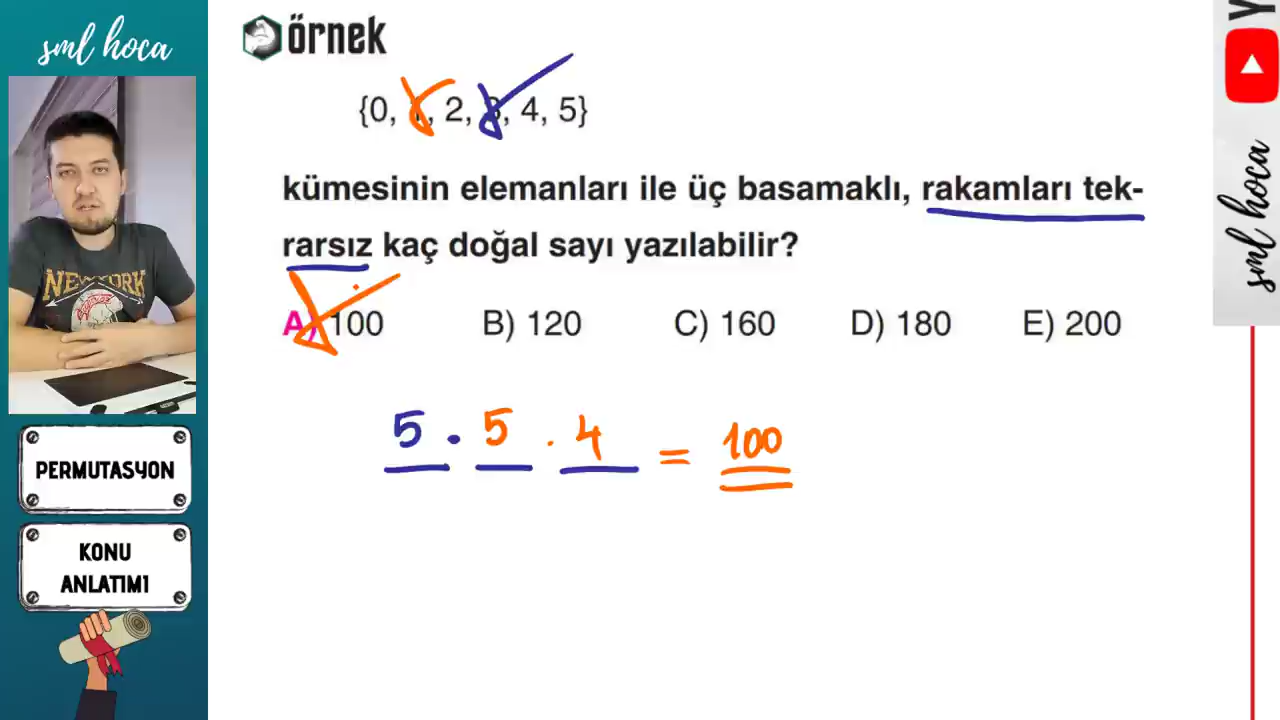 sml hoca
NEW YORK
PERMUTASYON
KONU
ANLATIMI
örnek
{0, 1, 2, 3, 4, 5}
kümesinin elemanları ile üç basamaklı, rakamları tek-
rarsız kaç doğal sayı yazılabilir?
A) 100 B) 120 C) 160 D) 180 E) 200
5 . 5 . 4 = 100
Y
sml hoca